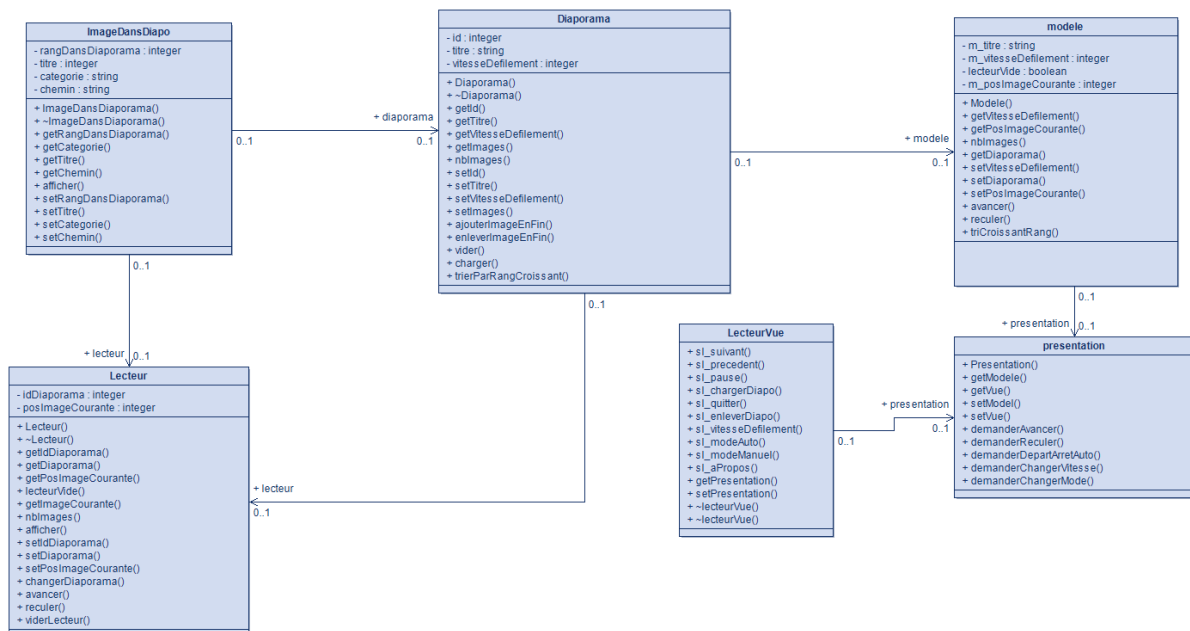 ImageDansDiapo
- rangDansDiaporama : integer
- titre : integer
- categorie : string
- chemin : string
+ ImageDansDiaporama()
+ ~ImageDansDiaporama()
+ getRangDansDiaporama()
+ getCategorie()
+ getTitre()
+ getChemin()
+ afficher()
+ setRangDansDiaporama()
+ setTitre()
+ setCategorie()
+ setChemin()
0..1
+ diaporama
0..1
Diaporama
- id : integer
- titre : string
- vitesseDefilement : integer
+ Diaporama()
+ ~Diaporama()
+ getId()
+ getTitre()
+ getVitesseDefilement()
+ getImages()
+ nbImages()
+ setId()
+ setTitre()
+ setVitesseDefilement()
+ setImages()
+ ajouterImageEnFin()
+ enleverImageEnFin()
+ vider()
+ charger()
+ trierParRangCroissant()
0..1
+ modele
0..1
modele
- m_titre : string
- m_vitesseDefilement : integer
- lecteurVide : boolean
- m_posImageCourante : integer
+ Modele()
+ getVitesseDefilement()
+ getPosImageCourante()
+ nbImages()
+ getDiaporama()
+ setVitesseDefilement()
+ setDiaporama()
+ setPosImageCourante()
+ avancer()
+ reculer()
+ triCroissantRang()
0..1
+ lecteur
0..1
Lecteur
- idDiaporama : integer
- posImageCourante : integer
+ Lecteur()
+ ~Lecteur()
+ getIdDiaporama()
+ getDiaporama()
+ getPosImageCourante()
+ lecteurVide()
+ getImageCourante()
+ nbImages()
+ afficher()
+ setIdDiaporama()
+ setDiaporama()
+ setPosImageCourante()
+ changerDiaporama()
+ avancer()
+ reculer()
+ viderLecteur()
0..1
+ lecteur
0..1
LecteurVue
+ sl_suivant()
+ sl_precedent()
+ sl_pause()
+ sl_chargerDiapo()
+ sl_quitter()
+ sl_enleverDiapo()
+ sl_vitesseDefilement()
+ sl_modeAuto()
+ sl_modeManuel()
+ sl_aPropos()
+ getPresentation()
+ setPresentation()
+ ~lecteurVue()
+ ~lecteurVue()
0..1
+ presentation
0..1
0..1
+ presentation
0..1
presentation
+ Presentation()
+ getModele()
+ getVue()
+ setModel()
+ setVue()
+ demanderAvancer()
+ demanderReculer()
+ demanderDepartArretAuto()
+ demanderChangerVitesse()
+ demanderChangerMode()